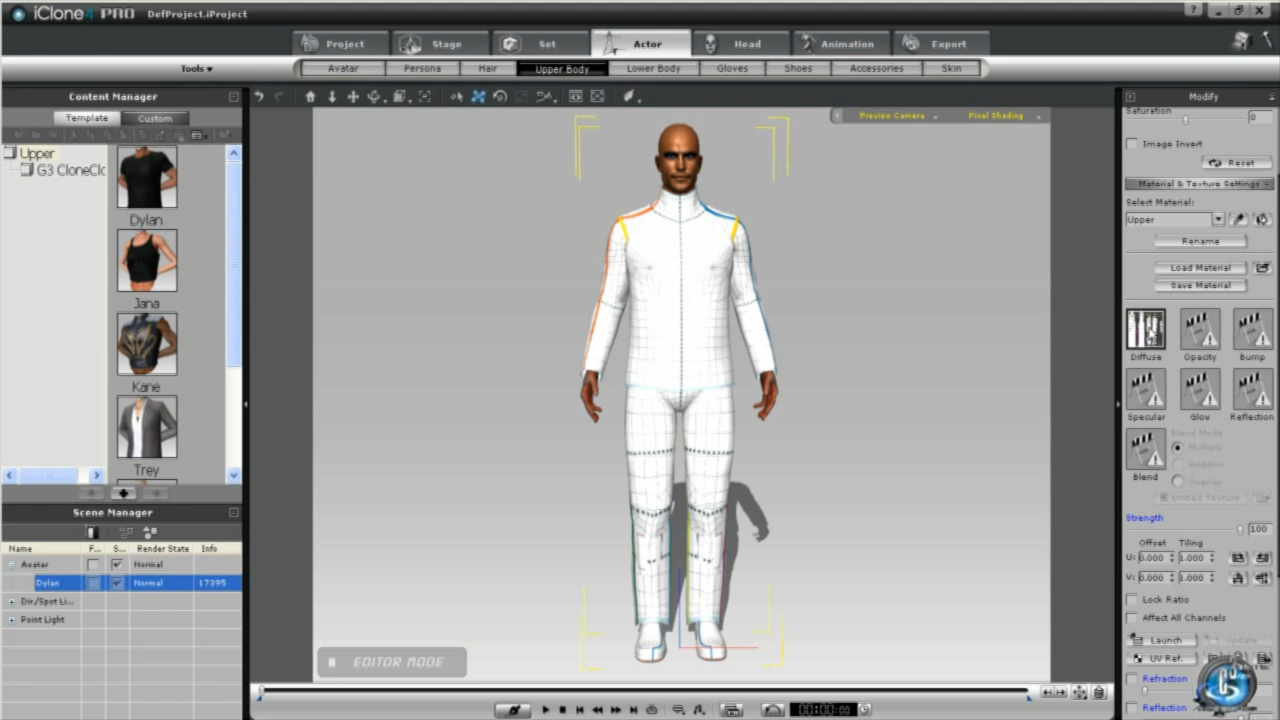 iClone4 PRO DefProject.iProject
Project Stage Set Actor Head Animation Export
Tools
Avatar Persona Hair Upper Body Lower Body Gloves Shoes Accessories Skin
Content Manager
Template Custom
Upper
G3 CloneClo
Dylan
Jana
Kane
Trey
Scene Manager
Name F... S... Render State Info
Avatar Normal
Dylan Normal 17395
Dir/Spot Li...
Point Light
Preview Camera Pixel Shading
EDITOR MODE
00:00:00
Modify
Saturation 0
Image Invert
Reset
Material & Texture Settings
Select Material:
Upper
Rename
Load Material
Save Material
Diffuse Opacity Bump
Specular Glow Reflection
Blend
Blend Mode
Multiply
Addition
Overlay
Embed Texture
Strength
100
Offset Tiling
U: 0.000 1.000
V: 0.000 1.000
Lock Ratio
Affect All Channels
Launch Update
UV Ref.
Refraction
Reflection